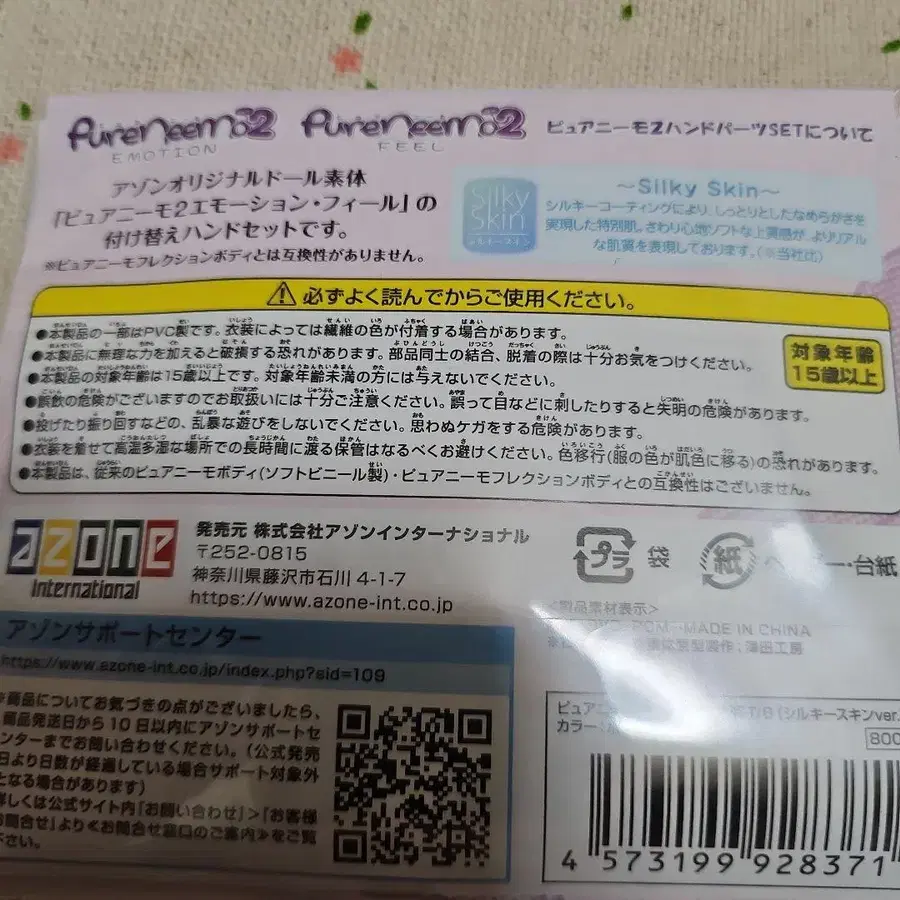 PureNeemo2
EMOTION
PureNeemo2
FEEL
ピュアニーモ2ハンドパーツSETについて
アゾンオリジナルドール素体
「ピュアニーモ2エモーション・フィール」の
付け替えハンドセットです。
※ピュアニーモフレクションボディとは互換性がありません。
Silky
Skin
シルキースキン
～Silky Skin～
シルキーコーティングにより、しっとりとしたなめらかさを
実現した特別肌。さわり心地ソフトな上質感が、よりリアル
な肌質を表現しております。(※当社比)
必ずよく読んでからご使用ください。
●本製品の一部はPVC製です。衣装によっては繊維の色が付着する場合があります。
●本製品に無理な力を加えると破損する恐れがあります。部品同士の結合、脱着の際は十分お気をつけください。
●本製品の対象年齢は15歳以上です。対象年齢未満の方には与えないでください。
●誤飲の危険がございますのでお取扱いには十分ご注意ください。誤って目などに刺したりすると失明の危険があります。
●投げたり振り回すなどの、乱暴な遊びをしないでください。思わぬケガをする危険があります。
●衣装を着せて高温多湿な場所での長時間に渡る保管はなるべくお避けください。色移行(服の色が肌色に移る)の恐れがあります。
●本製品は、従来のピュアニーモボディ(ソフトビニール製)・ピュアニーモフレクションボディとの互換性はございません。
対象年齢
15歳以上
azone
International
発売元 株式会社アゾンインターナショナル
〒252-0815
神奈川県藤沢市石川 4-1-7
https://www.azone-int.co.jp
プラ 袋
紙 ・台紙
<製品素材表示>
POM MADE IN CHINA
澤田工房
アゾンサポートセンター
https://www.azone-int.co.jp/index.php?sid=109
※商品についてお気づきの点がございましたら、
商品発送日から10日以内にアゾンサポートセ
ンターまでお問い合わせください。(公式発売
日より日数が経過している場合サポート対象外
となる場合があります)
詳しくは公式サイト内「お問い合わせ」>「お客様
お問合せ」より≪お問合せ窓口のご案内≫をご覧
下さい。
ピュアニ
(シルキースキンver.
カラー:
800
4 573199 928371